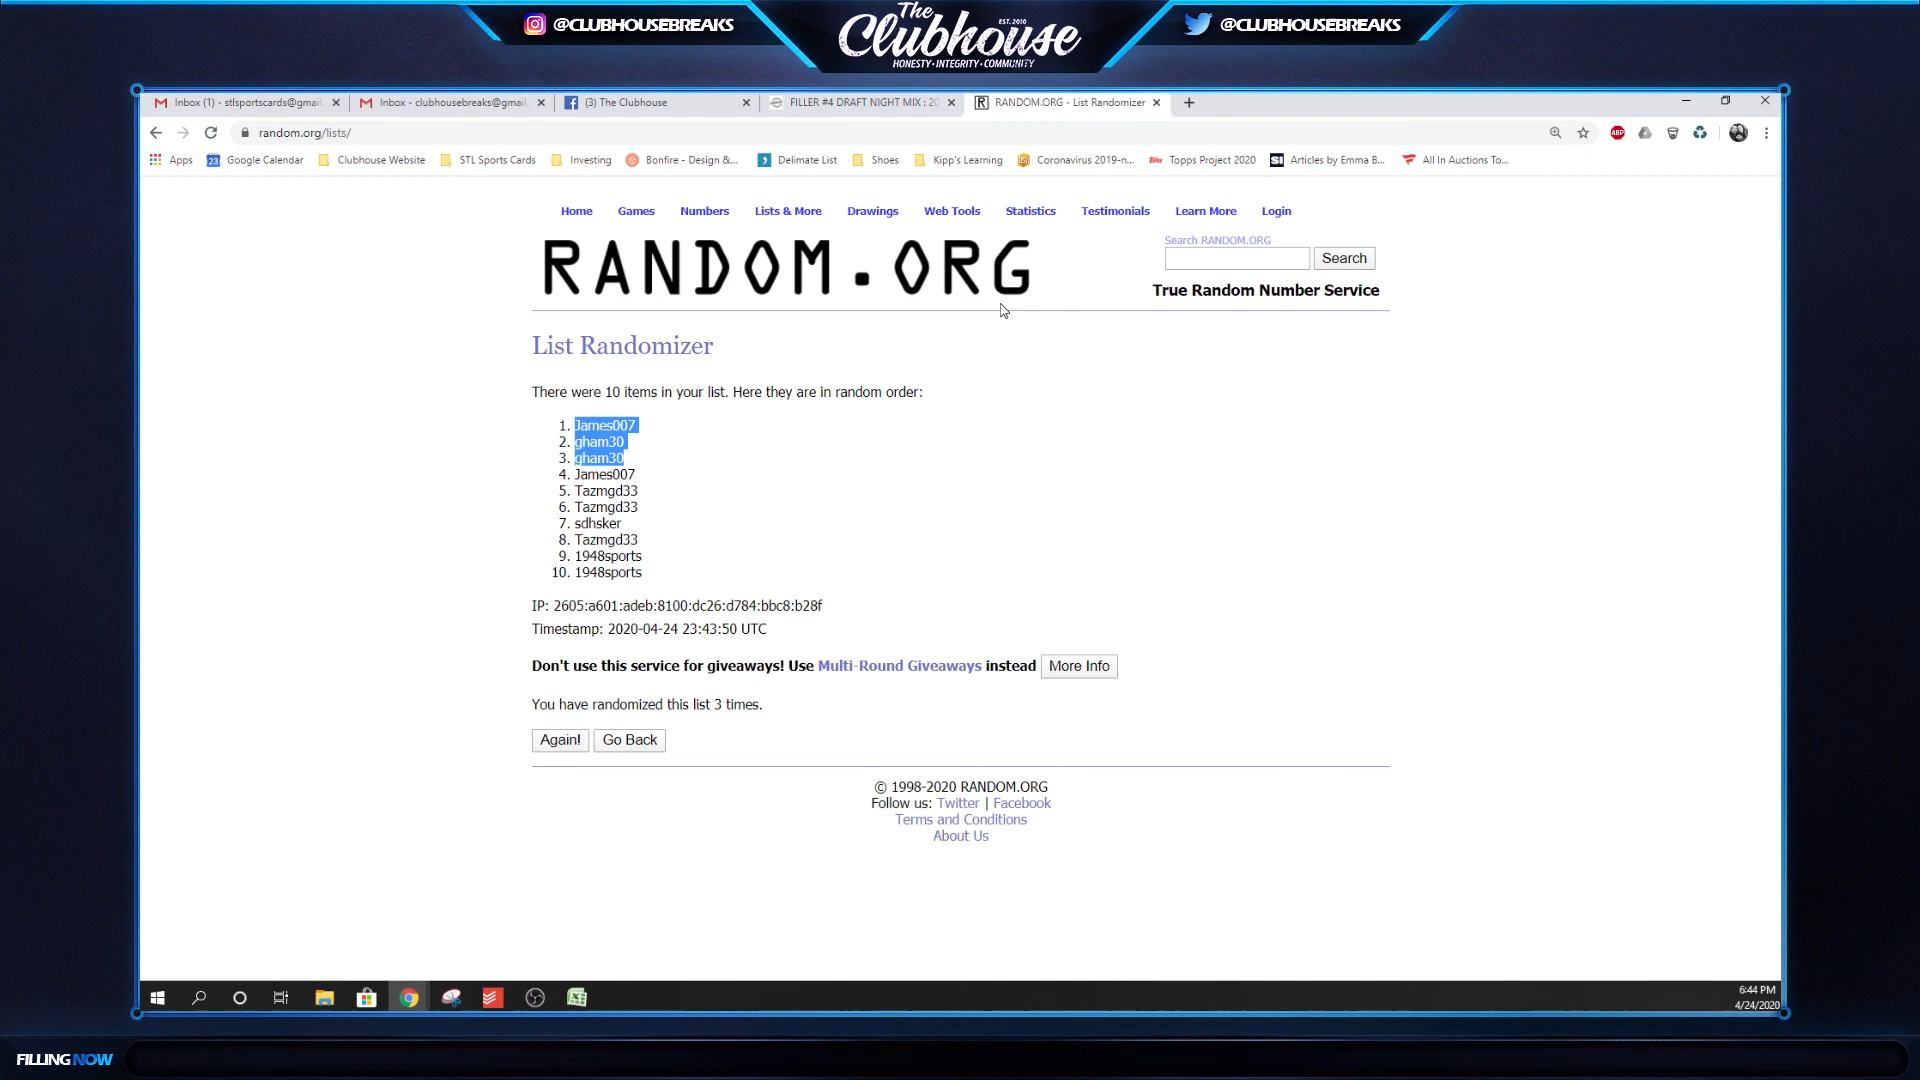 @CLUBHOUSEBREAKS
The
Clubhouse
EST. 2010
HONESTY • INTEGRITY • COMMUNITY
@CLUBHOUSEBREAKS
Inbox (1) - stlsportscards@gmail.
Inbox - clubhousebreaks@gmail.
(3) The Clubhouse
FILLER #4 DRAFT NIGHT MIX : 20
RANDOM.ORG - List Randomizer
random.org/lists/
ABP
Apps
23 Google Calendar
Clubhouse Website
STL Sports Cards
Investing
Bonfire - Design &...
Delimate List
Shoes
Kipp's Learning
Coronavirus 2019-n...
Topps Project 2020
SI Articles by Emma B...
All In Auctions To...
Home Games Numbers Lists & More Drawings Web Tools Statistics Testimonials Learn More Login
RANDOM.ORG
Search RANDOM.ORG
Search
True Random Number Service
List Randomizer
There were 10 items in your list. Here they are in random order:
1. James007
2. gham30
3. gham30
4. James007
5. Tazmgd33
6. Tazmgd33
7. sdhsker
8. Tazmgd33
9. 1948sports
10. 1948sports
IP: 2605:a601:adeb:8100:dc26:d784:bbc8:b28f
Timestamp: 2020-04-24 23:43:50 UTC
Don't use this service for giveaways! Use Multi-Round Giveaways instead More Info
You have randomized this list 3 times.
Again! Go Back
© 1998-2020 RANDOM.ORG
Follow us: Twitter | Facebook
Terms and Conditions
About Us
6:44 PM
4/24/2020
FILLING NOW